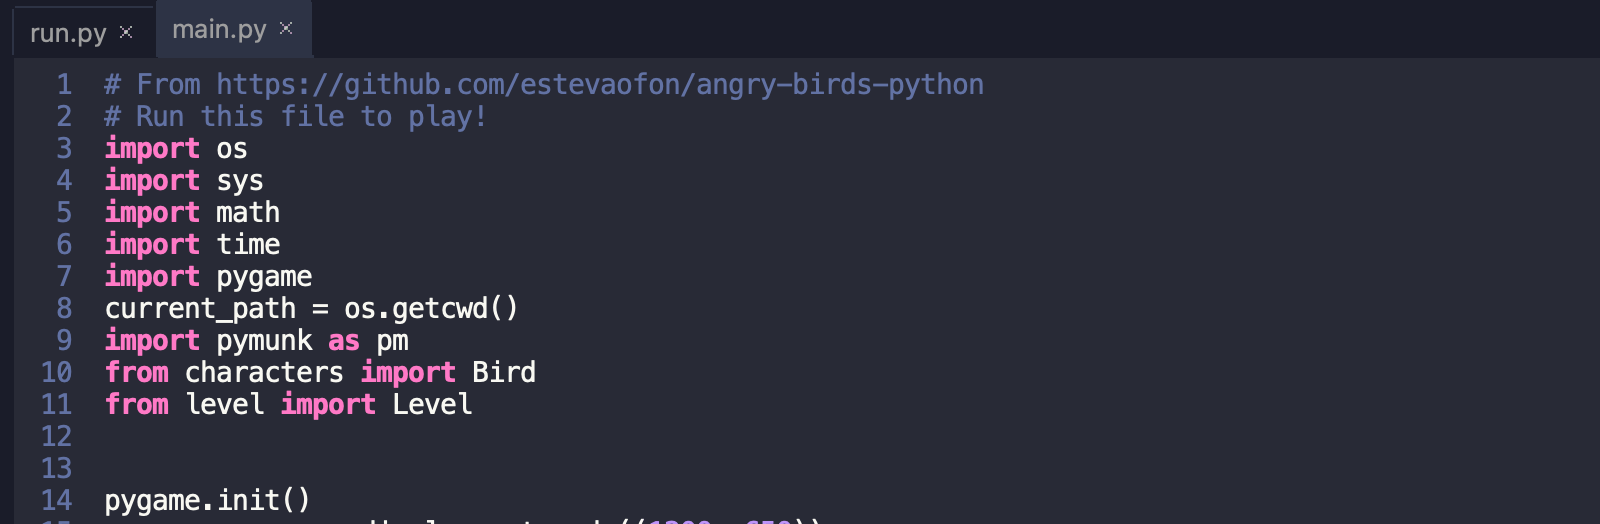 run.py ×
main.py ×
1 # From https://github.com/estevaofon/angry-birds-python
2 # Run this file to play!
3 import os
4 import sys
5 import math
6 import time
7 import pygame
8 current_path = os.getcwd()
9 import pymunk as pm
10 from characters import Bird
11 from level import Level
12
13
14 pygame.init()